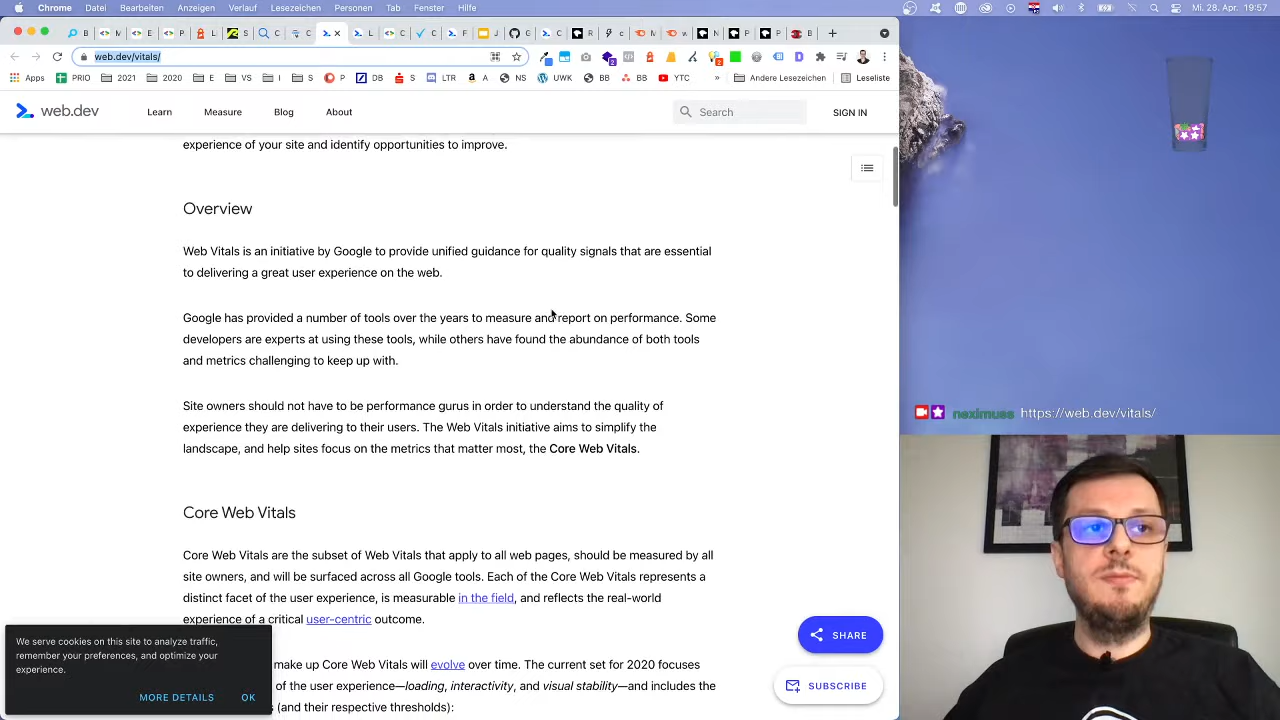 Chrome Datei Bearbeiten Anzeigen Verlauf Lesezeichen Personen Tab Fenster Hilfe Mi. 28. Apr. 19:57
web.dev/vitals/
Apps PRIO 2021 2020 E VS I S P DB S LTR A NS UWK BB BB YTC » Andere Lesezeichen Leseliste
web.dev Learn Measure Blog About Search SIGN IN
experience of your site and identify opportunities to improve.
Overview
Web Vitals is an initiative by Google to provide unified guidance for quality signals that are essential
to delivering a great user experience on the web.
Google has provided a number of tools over the years to measure and report on performance. Some
developers are experts at using these tools, while others have found the abundance of both tools
and metrics challenging to keep up with.
Site owners should not have to be performance gurus in order to understand the quality of
experience they are delivering to their users. The Web Vitals initiative aims to simplify the
landscape, and help sites focus on the metrics that matter most, the Core Web Vitals.
Core Web Vitals
Core Web Vitals are the subset of Web Vitals that apply to all web pages, should be measured by all
site owners, and will be surfaced across all Google tools. Each of the Core Web Vitals represents a
distinct facet of the user experience, is measurable in the field, and reflects the real-world
experience of a critical user-centric outcome.
make up Core Web Vitals will evolve over time. The current set for 2020 focuses
of the user experience—loading, interactivity, and visual stability—and includes the
(and their respective thresholds):
We serve cookies on this site to analyze traffic,
remember your preferences, and optimize your
experience.
MORE DETAILS OK
SHARE
SUBSCRIBE
neximuss https://web.dev/vitals/